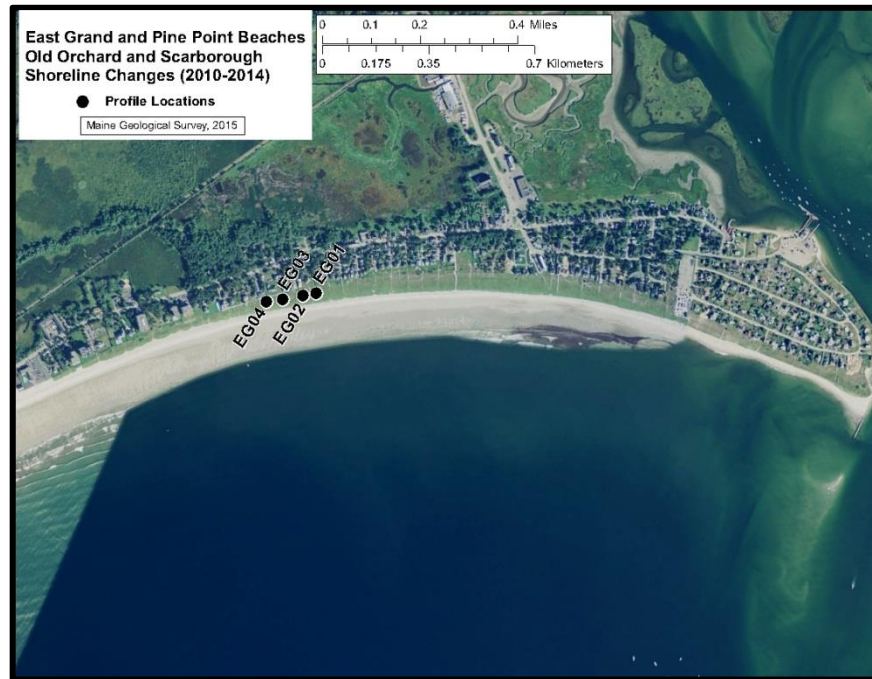 East Grand and Pine Point Beaches
Old Orchard and Scarborough
Shoreline Changes (2010-2014)
Profile Locations
Maine Geological Survey, 2015
0 0.1 0.2 0.4 Miles
0 0.175 0.35 0.7 Kilometers
EG04
EG03
EG02
EG01